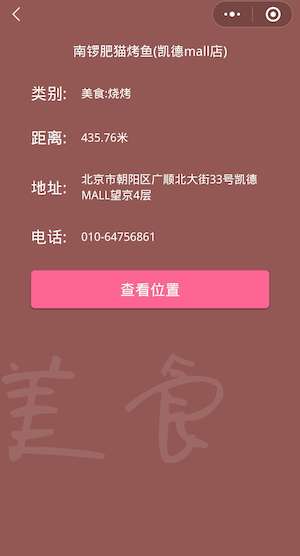 南锣肥猫烤鱼(凯德mall店)
类别: 美食:烧烤
距离: 435.76米
地址: 北京市朝阳区广顺北大街33号凯德
MALL望京4层
电话: 010-64756861
查看位置
美食